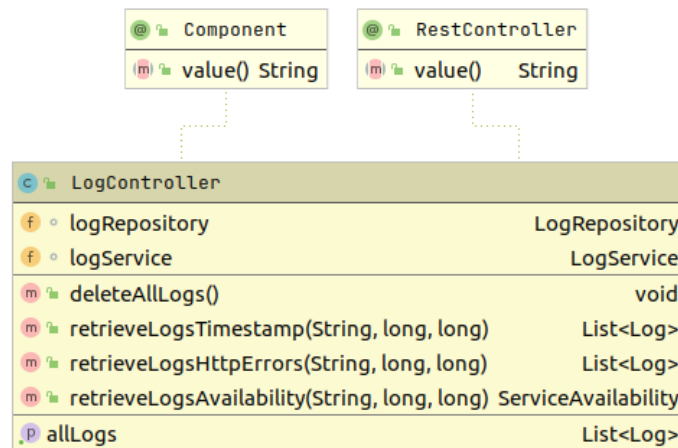 @ Component
m value() String
@ RestController
m value() String
c LogController
f logRepository LogRepository
f logService LogService
m deleteAllLogs() void
m retrieveLogsTimestamp(String, long, long) List<Log>
m retrieveLogsHttpErrors(String, long, long) List<Log>
m retrieveLogsAvailability(String, long, long) ServiceAvailability
p allLogs List<Log>